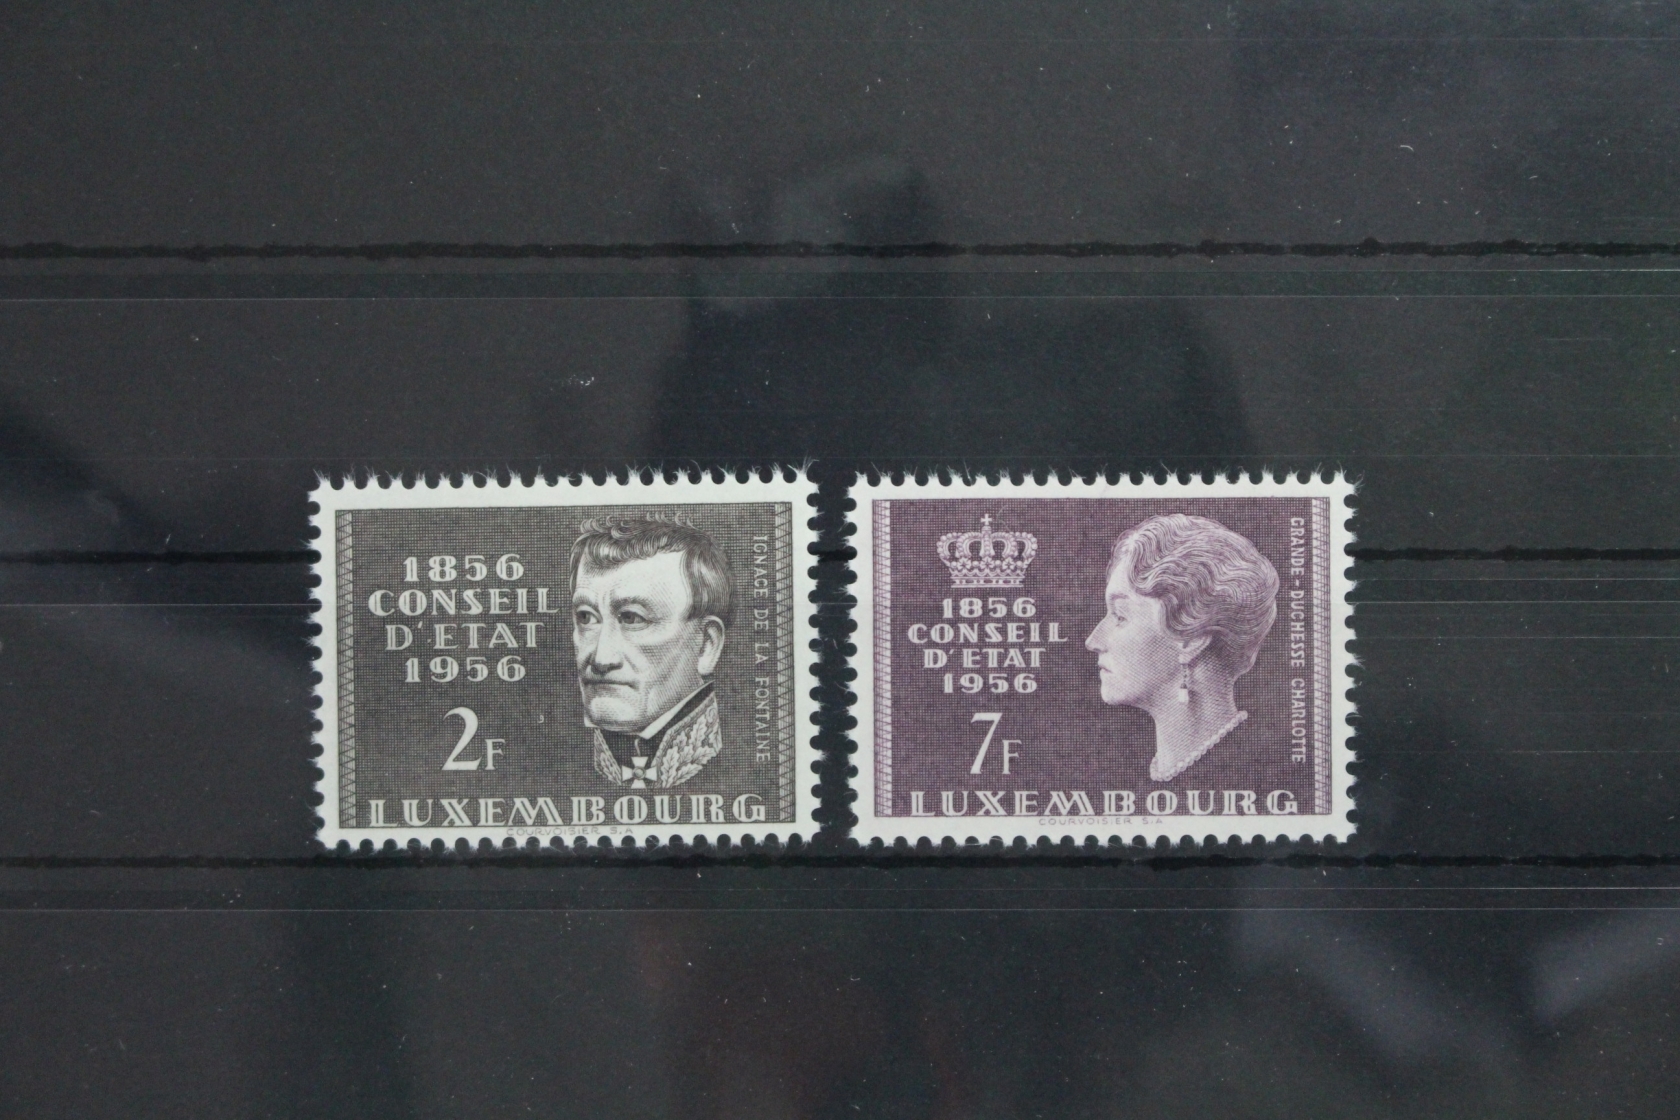 1856
CONSEIL
D'ETAT
1956
2F
IGNACE DE LA FONTAINE
LUXEMBOURG
COURVOISIER S.A
1856
CONSEIL
D'ETAT
1956
7F
GRANDE-DUCHESSE CHARLOTTE
LUXEMBOURG
COURVOISIER S.A